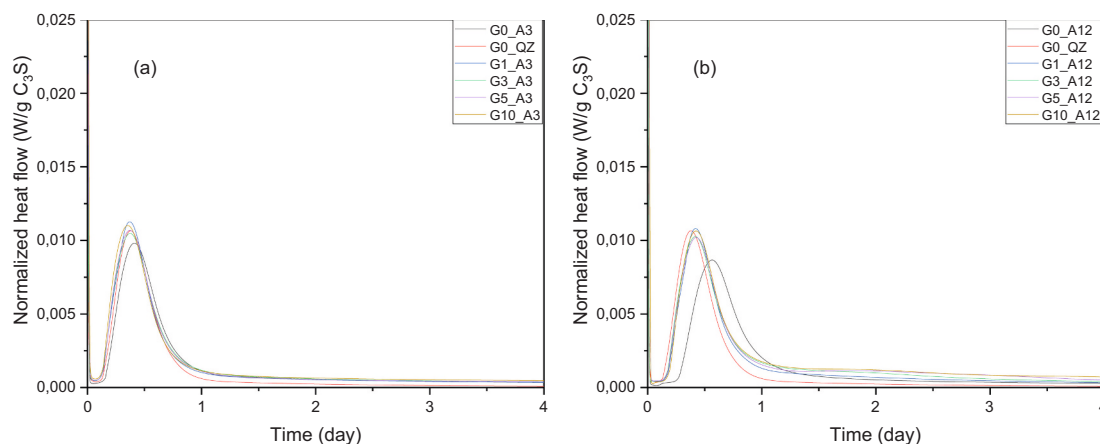 0,025
0,020
0,015
0,010
0,005
0,000
Normalized heat flow (W/g C₃S)
(a)
G0_A3
G0_QZ
G1_A3
G3_A3
G5_A3
G10_A3
0 1 2 3 4
Time (day)
0,025
0,020
0,015
0,010
0,005
0,000
Normalized heat flow (W/g C₃S)
(b)
G0_A12
G0_QZ
G1_A12
G3_A12
G5_A12
G10_A12
0 1 2 3 4
Time (day)